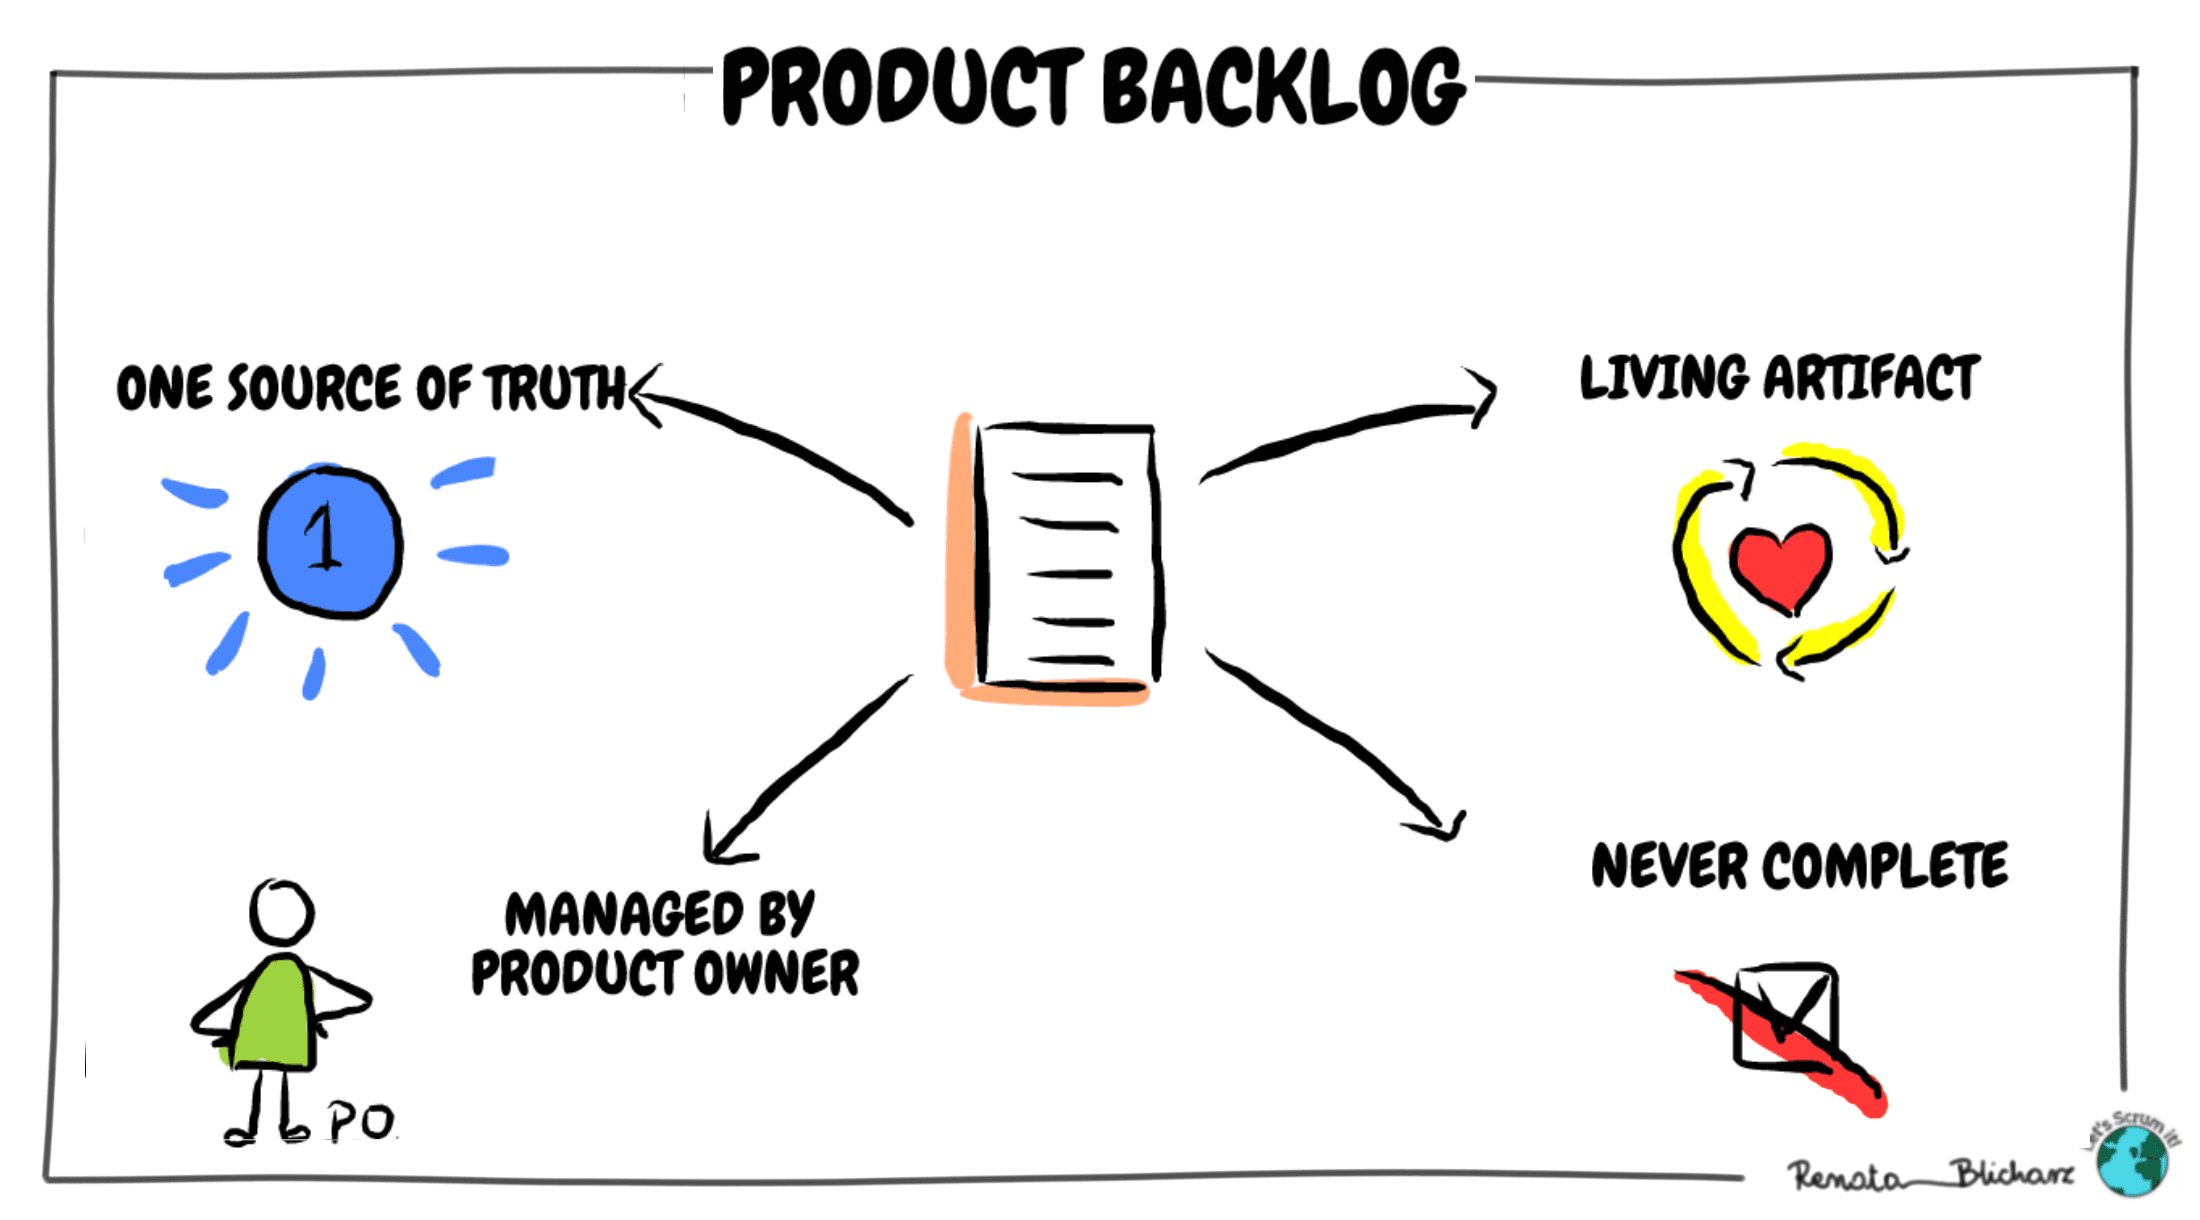 PRODUCT BACKLOG
ONE SOURCE OF TRUTH
1
LIVING ARTIFACT
MANAGED BY
PRODUCT OWNER
PO
NEVER COMPLETE
Renata Blicharz
Let's Scrum it!